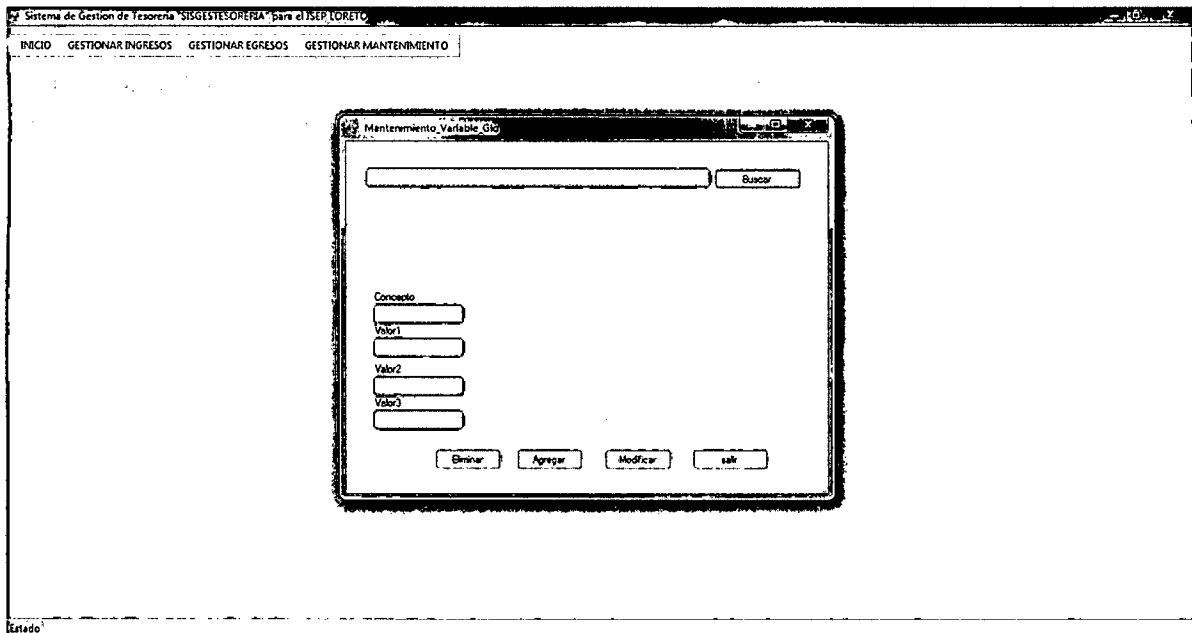 Sistema de Gestion de Tesoreria "SISGESTESORERIA" para el ISEP LORETO
INICIO GESTIONAR INGRESOS GESTIONAR EGRESOS GESTIONAR MANTENIMIENTO
Mantenimiento_Variable_Glo
Buscar
Concepto
Valor1
Valor2
Valor3
Eliminar Agregar Modificar salir
Estado